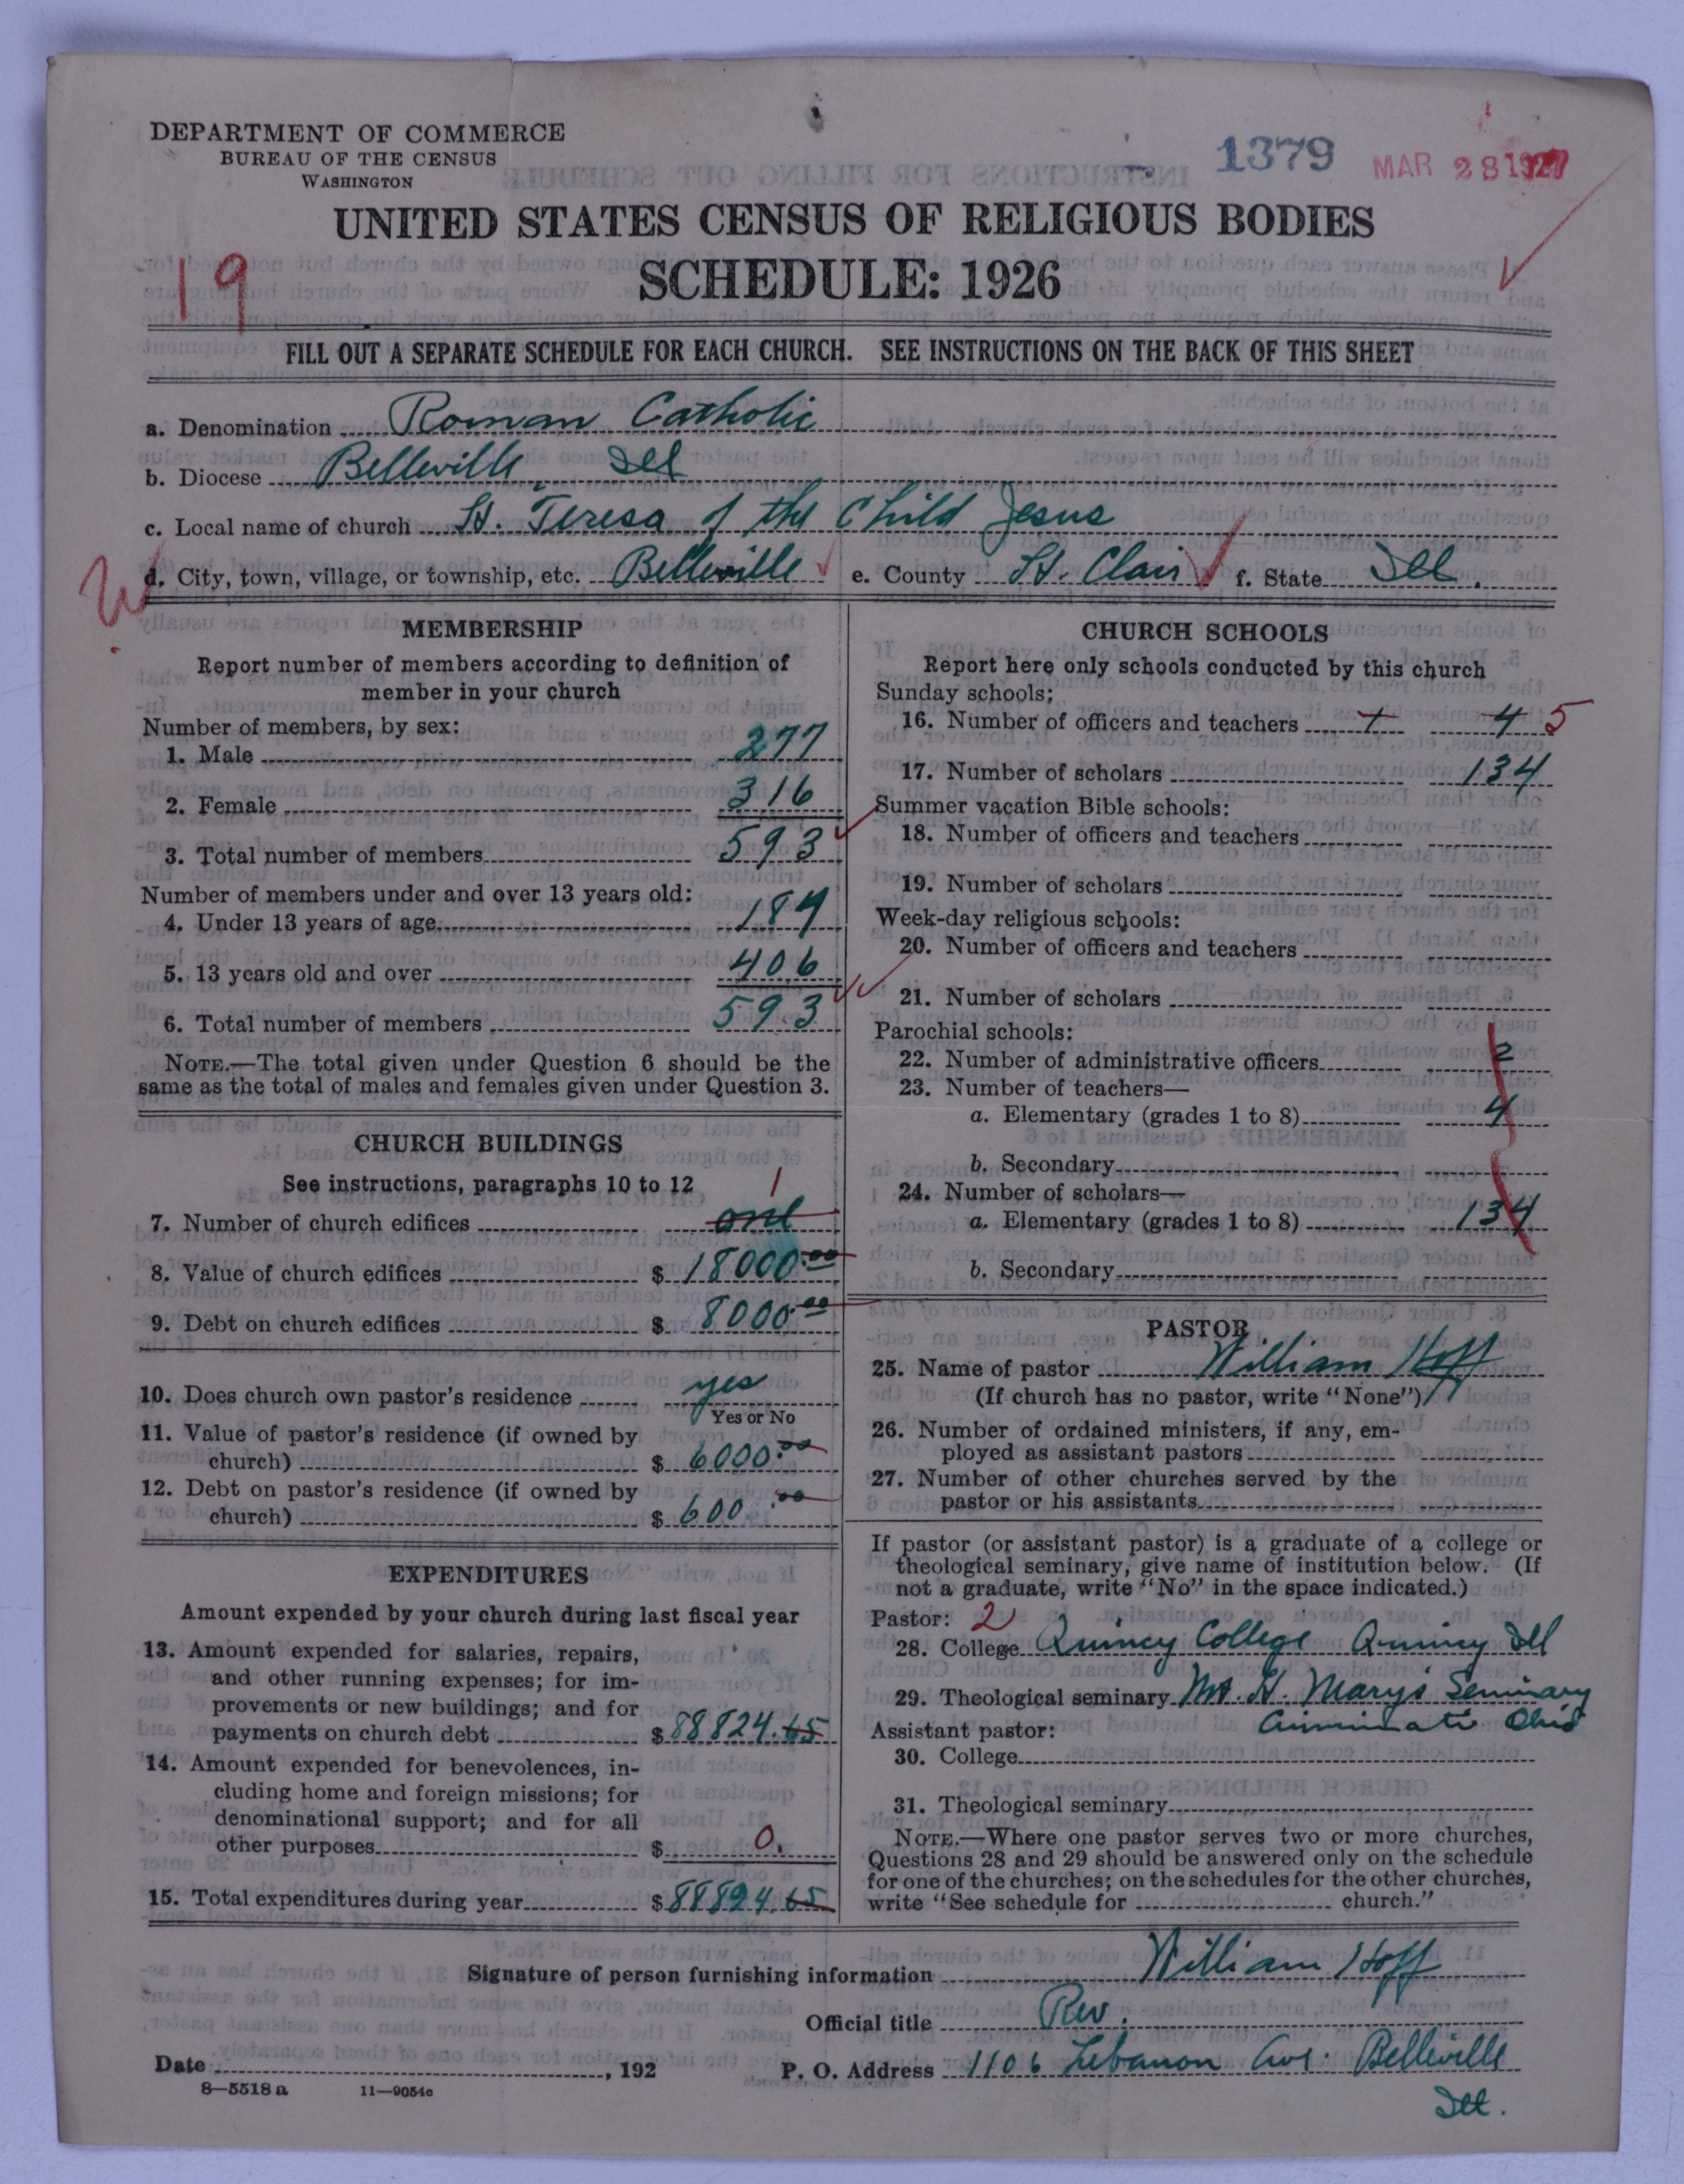 DEPARTMENT OF COMMERCE
BUREAU OF THE CENSUS
WASHINGTON
1379
MAR 28 1927
UNITED STATES CENSUS OF RELIGIOUS BODIES
SCHEDULE: 1926
19
FILL OUT A SEPARATE SCHEDULE FOR EACH CHURCH. SEE INSTRUCTIONS ON THE BACK OF THIS SHEET
a. Denomination Roman Catholic
b. Diocese Belleville, Ill
c. Local name of church St. Teresa of the Child Jesus
d. City, town, village, or township, etc. Belleville e. County St. Clair f. State Ill.
MEMBERSHIP
Report number of members according to definition of
member in your church
Number of members, by sex:
1. Male 277
2. Female 316
3. Total number of members 593
Number of members under and over 13 years old:
4. Under 13 years of age
5. 13 years old and over 406
6. Total number of members 593
NOTE.—The total given under Question 6 should be the
same as the total of males and females given under Question 3.
CHURCH BUILDINGS
See instructions, paragraphs 10 to 12
1
7. Number of church edifices one
8. Value of church edifices $ 18000.00
9. Debt on church edifices $ 8000.00
10. Does church own pastor's residence yes
Yes or No
11. Value of pastor's residence (if owned by
church) $ 6000.00
12. Debt on pastor's residence (if owned by
church) $ 600.00
EXPENDITURES
Amount expended by your church during last fiscal year
13. Amount expended for salaries, repairs,
and other running expenses; for im-
provements or new buildings; and for
payments on church debt $ 88824.65
14. Amount expended for benevolences, in-
cluding home and foreign missions; for
denominational support; and for all
other purposes $ 0.
15. Total expenditures during year $ 88824.65
CHURCH SCHOOLS
Report here only schools conducted by this church
Sunday schools:
16. Number of officers and teachers + 4 5
17. Number of scholars 134
Summer vacation Bible schools:
18. Number of officers and teachers
19. Number of scholars
Week-day religious schools:
20. Number of officers and teachers
21. Number of scholars
Parochial schools:
22. Number of administrative officers 2
23. Number of teachers—
a. Elementary (grades 1 to 8) 4
b. Secondary
24. Number of scholars—
a. Elementary (grades 1 to 8) 134
b. Secondary
PASTOR
25. Name of pastor William Hoff
(If church has no pastor, write "None")
26. Number of ordained ministers, if any, em-
ployed as assistant pastors
27. Number of other churches served by the
pastor or his assistants
If pastor (or assistant pastor) is a graduate of a college or
theological seminary, give name of institution below. (If
not a graduate, write "No" in the space indicated.)
Pastor: 2
28. College Quincy College Quincy Ill
29. Theological seminary Mt. St. Marys Seminary
Assistant pastor: Cincinnati Ohio
30. College
31. Theological seminary
NOTE.—Where one pastor serves two or more churches,
Questions 28 and 29 should be answered only on the schedule
for one of the churches; on the schedules for the other churches,
write "See schedule for church."
Signature of person furnishing information William Hoff
Official title Rev.
Date , 192 P. O. Address 1106 Lebanon Ave. Belleville
Ill.
8—5518 a 11—9054c